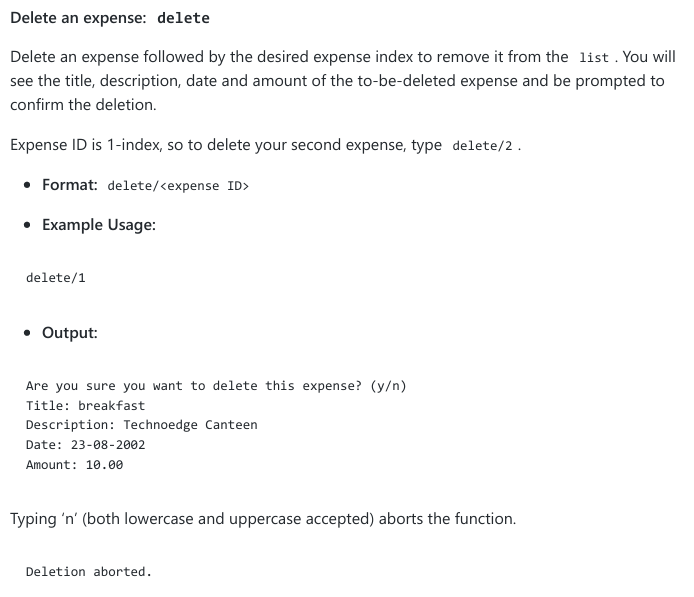 Delete an expense: delete
Delete an expense followed by the desired expense index to remove it from the list . You will
see the title, description, date and amount of the to-be-deleted expense and be prompted to
confirm the deletion.
Expense ID is 1-index, so to delete your second expense, type delete/2 .
• Format: delete/<expense ID>
• Example Usage:
delete/1
• Output:
Are you sure you want to delete this expense? (y/n)
Title: breakfast
Description: Technoedge Canteen
Date: 23-08-2002
Amount: 10.00
Typing ‘n’ (both lowercase and uppercase accepted) aborts the function.
Deletion aborted.